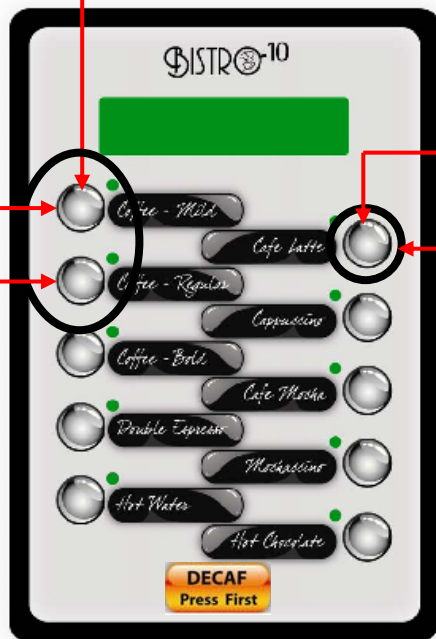 BISTRO-10
Coffee - Mild
Cafe Latte
Coffee - Regular
Cappuccino
Coffee - Bold
Cafe Mocha
Double Espresso
Mochaccino
Hot Water
Hot Chocolate
DECAF
Press First